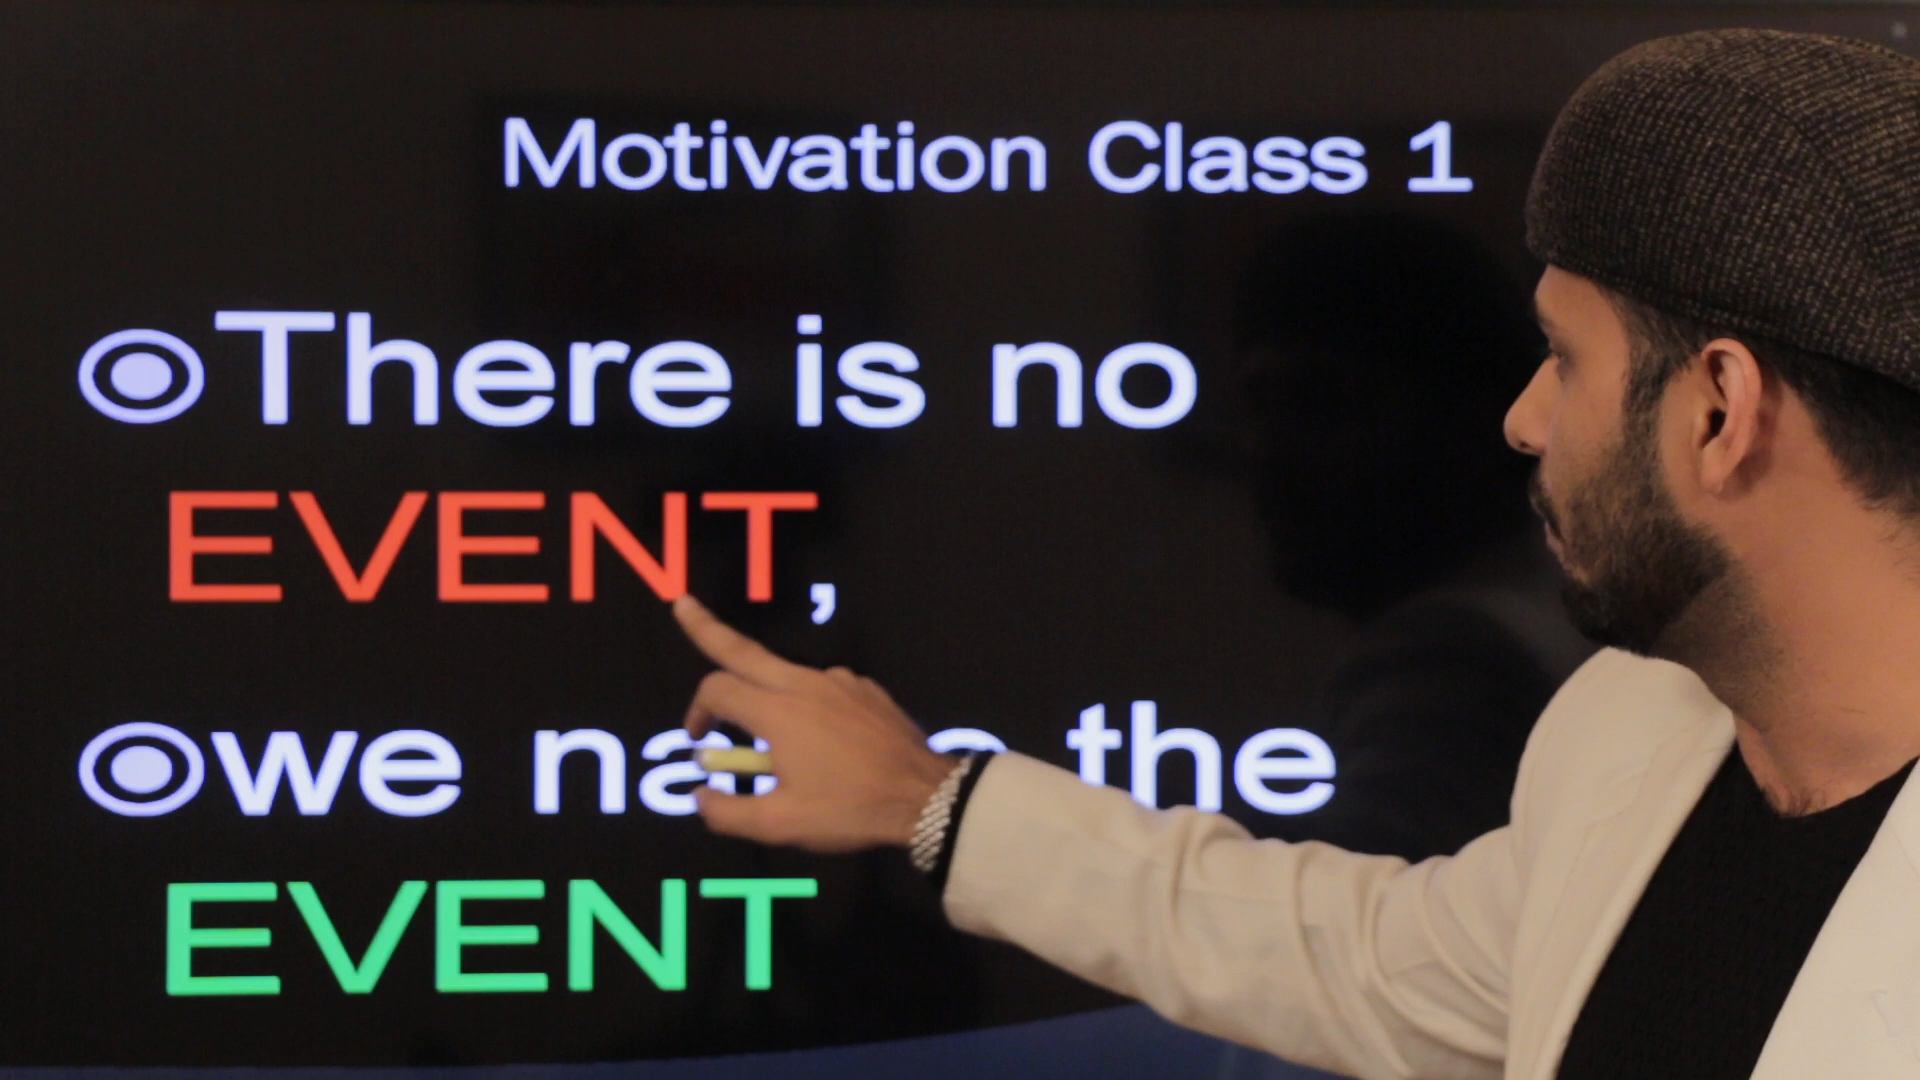 Motivation Class 1
There is no
EVENT,
we the
EVENT